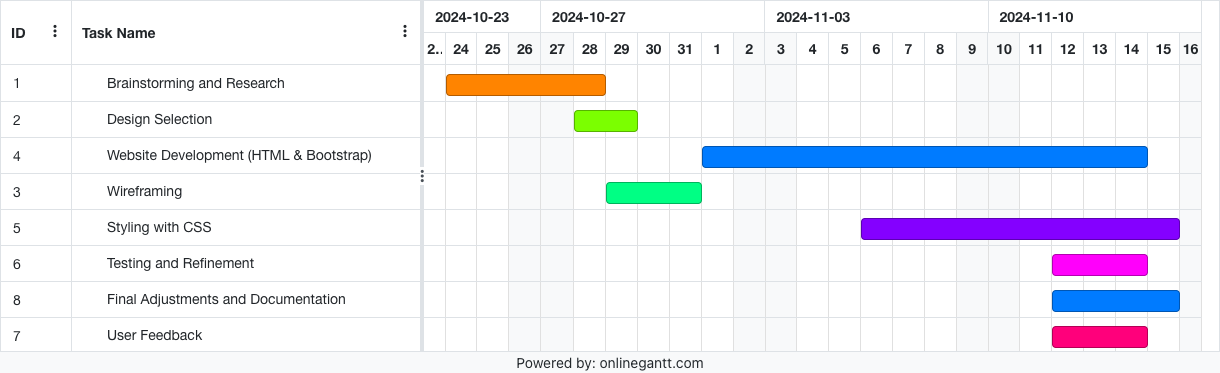 ID Task Name 2024-10-23 2024-10-27 2024-11-03 2024-11-10
2.. 24 25 26 27 28 29 30 31 1 2 3 4 5 6 7 8 9 10 11 12 13 14 15 16
1 Brainstorming and Research
2 Design Selection
4 Website Development (HTML & Bootstrap)
3 Wireframing
5 Styling with CSS
6 Testing and Refinement
8 Final Adjustments and Documentation
7 User Feedback
Powered by: onlinegantt.com